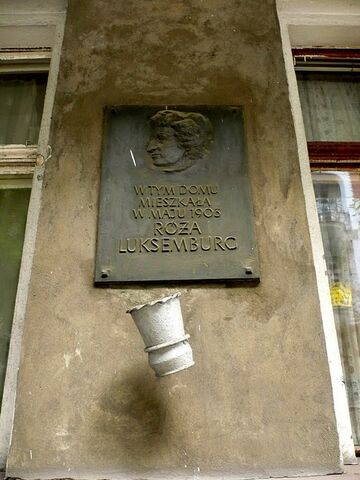 W TYM DOMU
MIESZKAŁA
W MAJU 1903
RÓŻA
LUKSEMBURG